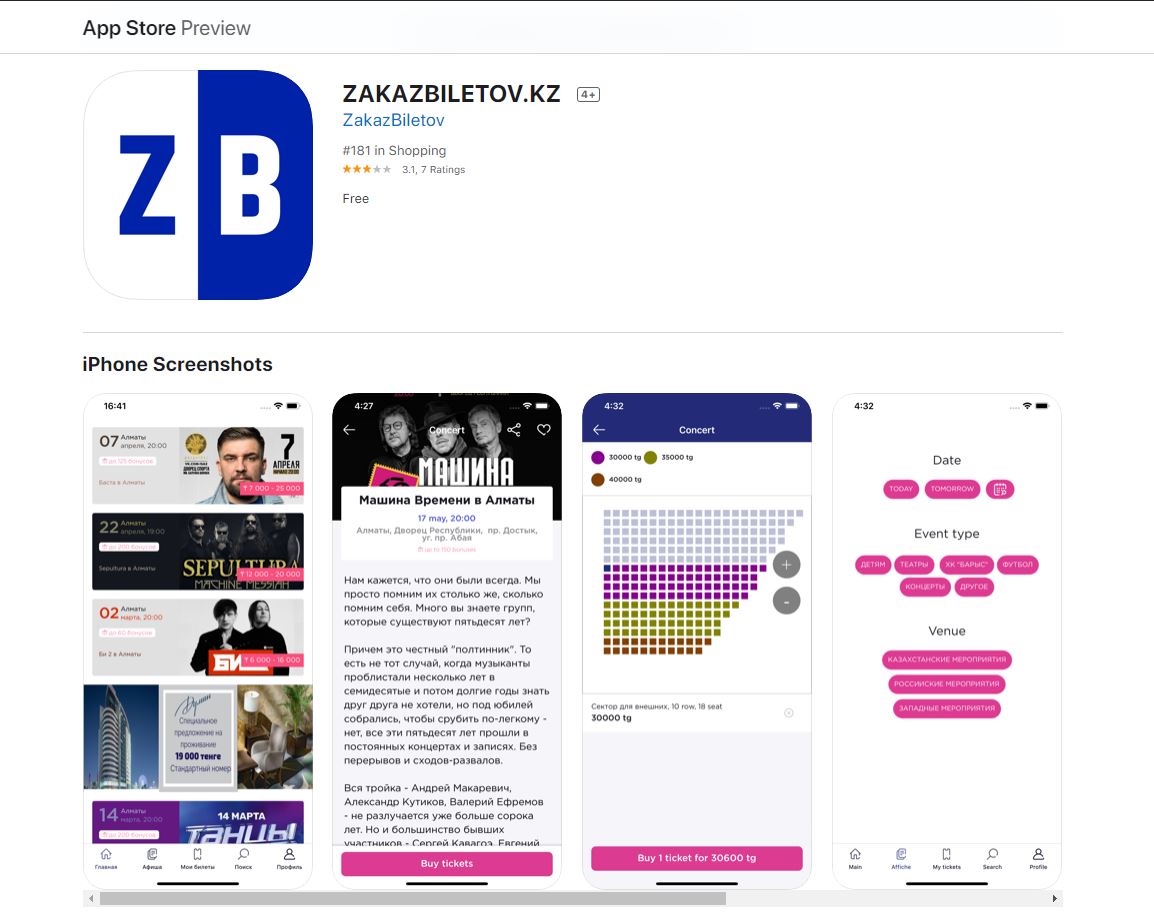 App Store Preview
Z B
ZAKAZBILETOV.KZ 4+
ZakazBiletov
#181 in Shopping
3.1, 7 Ratings
Free
iPhone Screenshots
16:41
07 Алматы
апреля, 20:00
до 125 бонусов
Баста в Алматы
7
АПРЕЛЯ
НАЧАЛО 20:00
₸ 7 000 - 25 000
22 Алматы
апреля, 19:00
до 200 бонусов
Sepultura в Алматы
SEPULTURA
MACHINE MESSIAH
₸ 12 000 - 20 000
02 Алматы
марта, 20:00
до 60 бонусов
Би 2 в Алматы
₸ 6 000 - 16 000
Думан
Специальное
предложение на
проживание
19 000 тенге
Стандартный номер
14 Алматы
марта, 20:00
до 200 бонусов
14 МАРТА
ТАНЦЫ
Главная
Афиша
Мои билеты
Поиск
Профиль
4:27
Concert
МАШИНА
Машина Времени в Алматы
17 may, 20:00
Алматы, Дворец Республики, пр. Достык,
уг. пр. Абая
up to 150 bonuses
Нам кажется, что они были всегда. Мы
просто помним их столько же, сколько
помним себя. Много вы знаете групп,
которые существуют пятьдесят лет?
Причем это честный "полтинник". То
есть не тот случай, когда музыканты
проблистали несколько лет в
семидесятые и потом долгие годы знать
друг друга не хотели, но под юбилей
собрались, чтобы срубить по-легкому -
нет, все эти пятьдесят лет прошли в
постоянных концертах и записях. Без
перерывов и сходов-развалов.
Вся тройка - Андрей Макаревич,
Александр Кутиков, Валерий Ефремов
- не разлучается уже больше сорока
лет. Но и большинство бывших
участников - Сергей Кавагоэ, Евгений
Buy tickets
4:32
Concert
30000 tg
35000 tg
40000 tg
+
-
Сектор для внешних, 10 row, 18 seat
30000 tg
Buy 1 ticket for 30600 tg
4:32
Date
TODAY
TOMORROW
Event type
ДЕТЯМ
ТЕАТРЫ
ХК "БАРЫС"
ФУТБОЛ
КОНЦЕРТЫ
ДРУГОЕ
Venue
КАЗАХСТАНСКИЕ МЕРОПРИЯТИЯ
РОССИЙСКИЕ МЕРОПРИЯТИЯ
ЗАПАДНЫЕ МЕРОПРИЯТИЯ
Main
Affiche
My tickets
Search
Profile